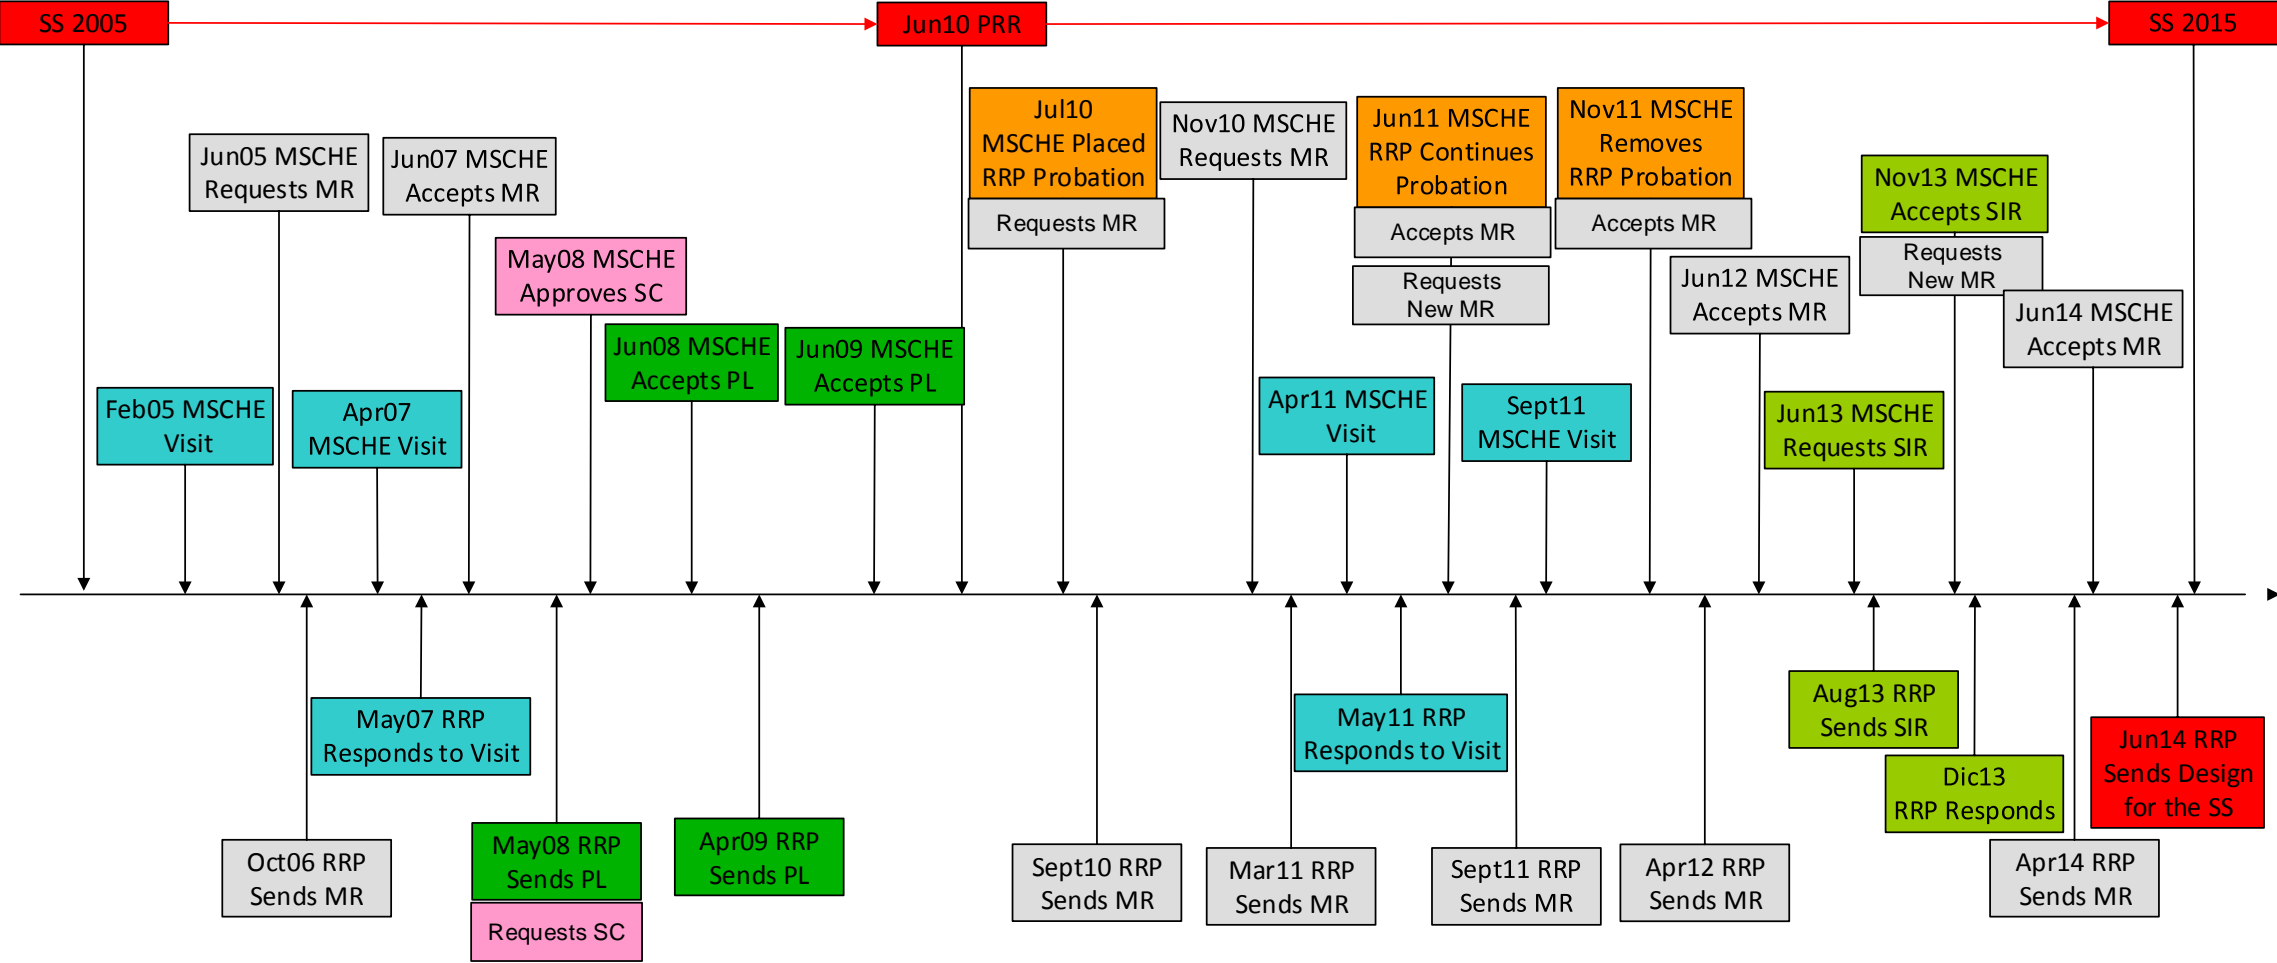 SS 2005
Jun10 PRR
SS 2015
Jul10
MSCHE Placed
RRP Probation
Requests MR
Nov10 MSCHE
Requests MR
Jun11 MSCHE
RRP Continues
Probation
Accepts MR
Requests
New MR
Nov11 MSCHE
Removes
RRP Probation
Accepts MR
Jun05 MSCHE
Requests MR
Jun07 MSCHE
Accepts MR
Nov13 MSCHE
Accepts SIR
Requests
New MR
May08 MSCHE
Approves SC
Jun12 MSCHE
Accepts MR
Jun14 MSCHE
Accepts MR
Jun08 MSCHE
Accepts PL
Jun09 MSCHE
Accepts PL
Feb05 MSCHE
Visit
Apr07
MSCHE Visit
Apr11 MSCHE
Visit
Sept11
MSCHE Visit
Jun13 MSCHE
Requests SIR
May07 RRP
Responds to Visit
May11 RRP
Responds to Visit
Aug13 RRP
Sends SIR
Dic13
RRP Responds
Jun14 RRP
Sends Design
for the SS
Oct06 RRP
Sends MR
May08 RRP
Sends PL
Requests SC
Apr09 RRP
Sends PL
Sept10 RRP
Sends MR
Mar11 RRP
Sends MR
Sept11 RRP
Sends MR
Apr12 RRP
Sends MR
Apr14 RRP
Sends MR